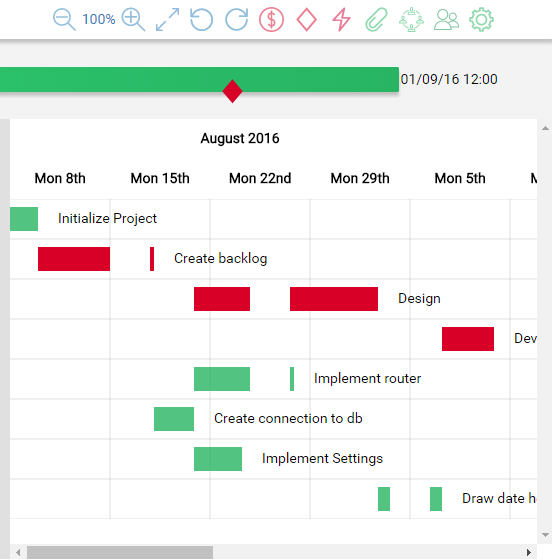 100%
01/09/16 12:00
August 2016
Mon 8th Mon 15th Mon 22nd Mon 29th Mon 5th M
Initialize Project
Create backlog
Design
Dev
Implement router
Create connection to db
Implement Settings
Draw date h